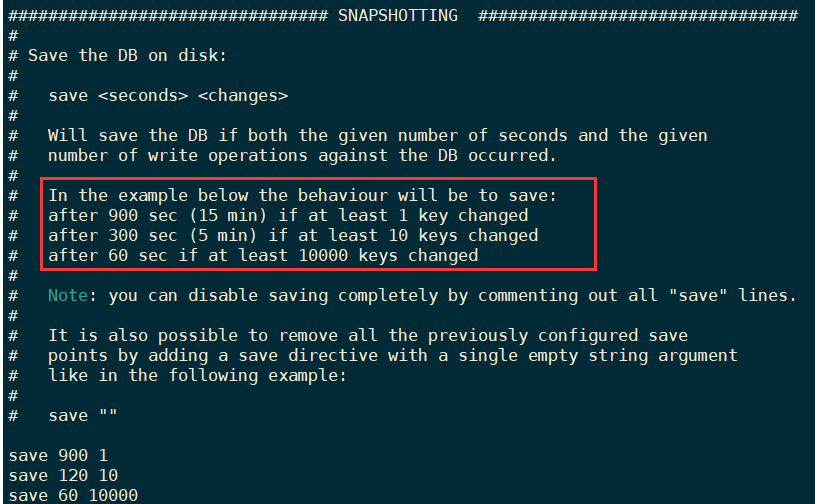 ################################ SNAPSHOTTING  ################################
#
# Save the DB on disk:
#
#   save <seconds> <changes>
#
#   Will save the DB if both the given number of seconds and the given
#   number of write operations against the DB occurred.
#
#   In the example below the behaviour will be to save:
#   after 900 sec (15 min) if at least 1 key changed
#   after 300 sec (5 min) if at least 10 keys changed
#   after 60 sec if at least 10000 keys changed
#
#   Note: you can disable saving completely by commenting out all "save" lines.
#
#   It is also possible to remove all the previously configured save
#   points by adding a save directive with a single empty string argument
#   like in the following example:
#
#   save ""

save 900 1
save 120 10
save 60 10000